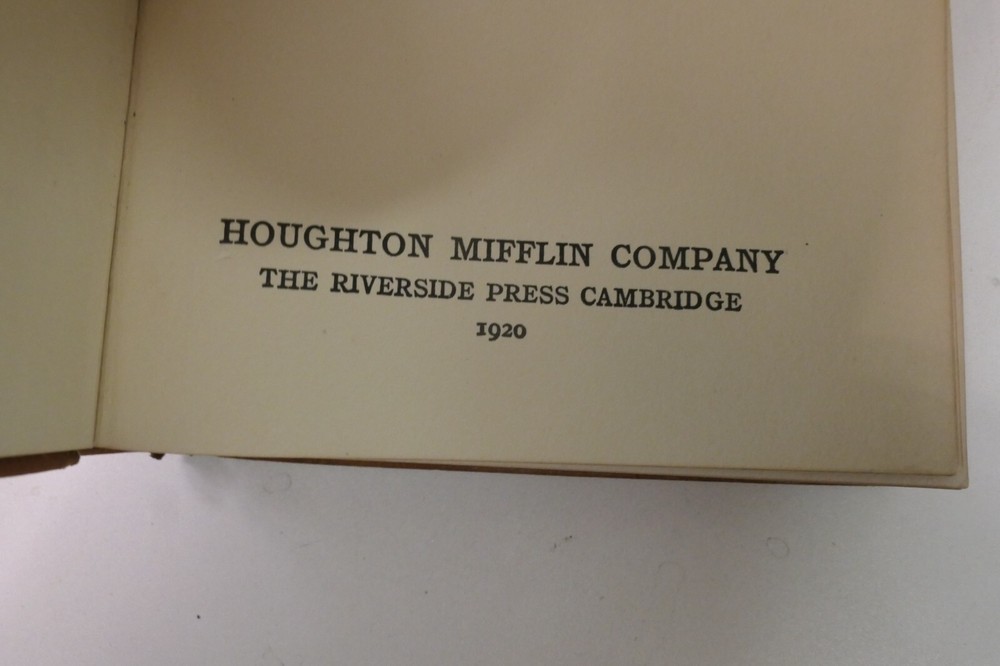 HOUGHTON MIFFLIN COMPANY
THE RIVERSIDE PRESS CAMBRIDGE
1920